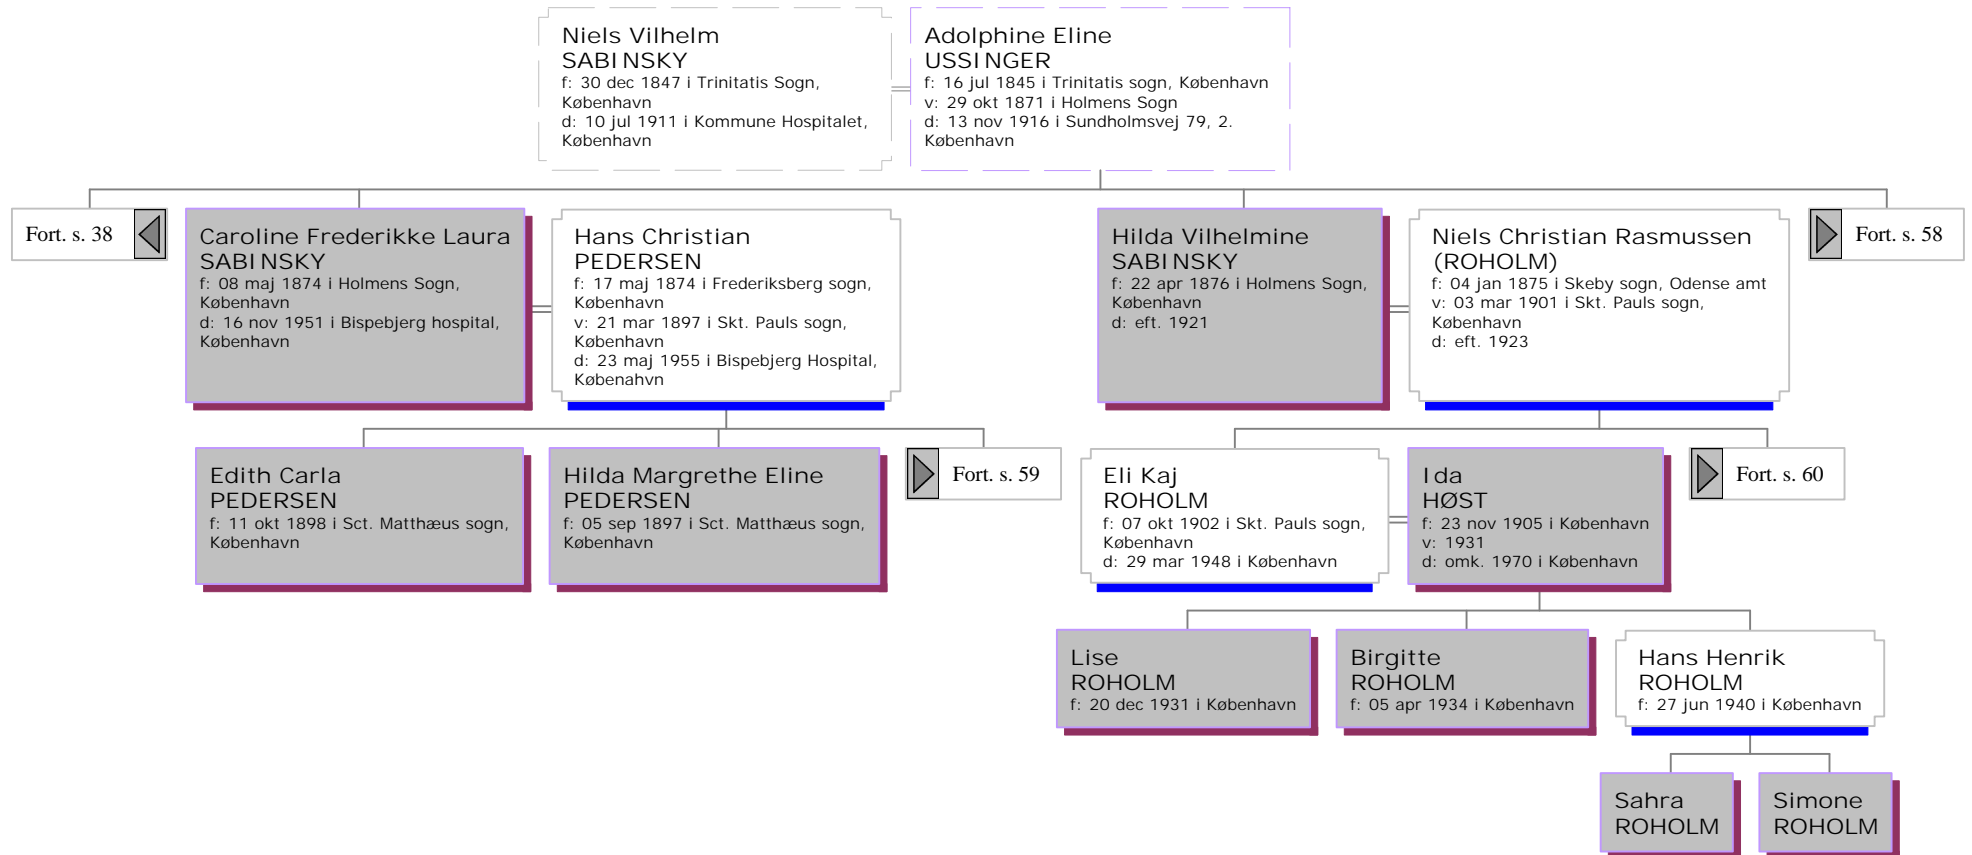 Niels Vilhelm
SABINSKY
f: 30 dec 1847 i Trinitatis Sogn,
København
d: 10 jul 1911 i Kommune Hospitalet,
København
Adolphine Eline
USSINGER
f: 16 jul 1845 i Trinitatis sogn, København
v: 29 okt 1871 i Holmens Sogn
d: 13 nov 1916 i Sundholmsvej 79, 2.
København
Fort. s. 38
Caroline Frederikke Laura
SABINSKY
f: 08 maj 1874 i Holmens Sogn,
København
d: 16 nov 1951 i Bispebjerg hospital,
København
Hans Christian
PEDERSEN
f: 17 maj 1874 i Frederiksberg sogn,
København
v: 21 mar 1897 i Skt. Pauls sogn,
København
d: 23 maj 1955 i Bispebjerg Hospital,
Købenahvn
Hilda Vilhelmine
SABINSKY
f: 22 apr 1876 i Holmens Sogn,
København
d: eft. 1921
Niels Christian Rasmussen
(ROHOLM)
f: 04 jan 1875 i Skeby sogn, Odense amt
v: 03 mar 1901 i Skt. Pauls sogn,
København
d: eft. 1923
Fort. s. 58
Edith Carla
PEDERSEN
f: 11 okt 1898 i Sct. Matthæus sogn,
København
Hilda Margrethe Eline
PEDERSEN
f: 05 sep 1897 i Sct. Matthæus sogn,
København
Fort. s. 59
Eli Kaj
ROHOLM
f: 07 okt 1902 i Skt. Pauls sogn,
København
d: 29 mar 1948 i København
Ida
HØST
f: 23 nov 1905 i København
v: 1931
d: omk. 1970 i København
Fort. s. 60
Lise
ROHOLM
f: 20 dec 1931 i København
Birgitte
ROHOLM
f: 05 apr 1934 i København
Hans Henrik
ROHOLM
f: 27 jun 1940 i København
Sahra
ROHOLM
Simone
ROHOLM